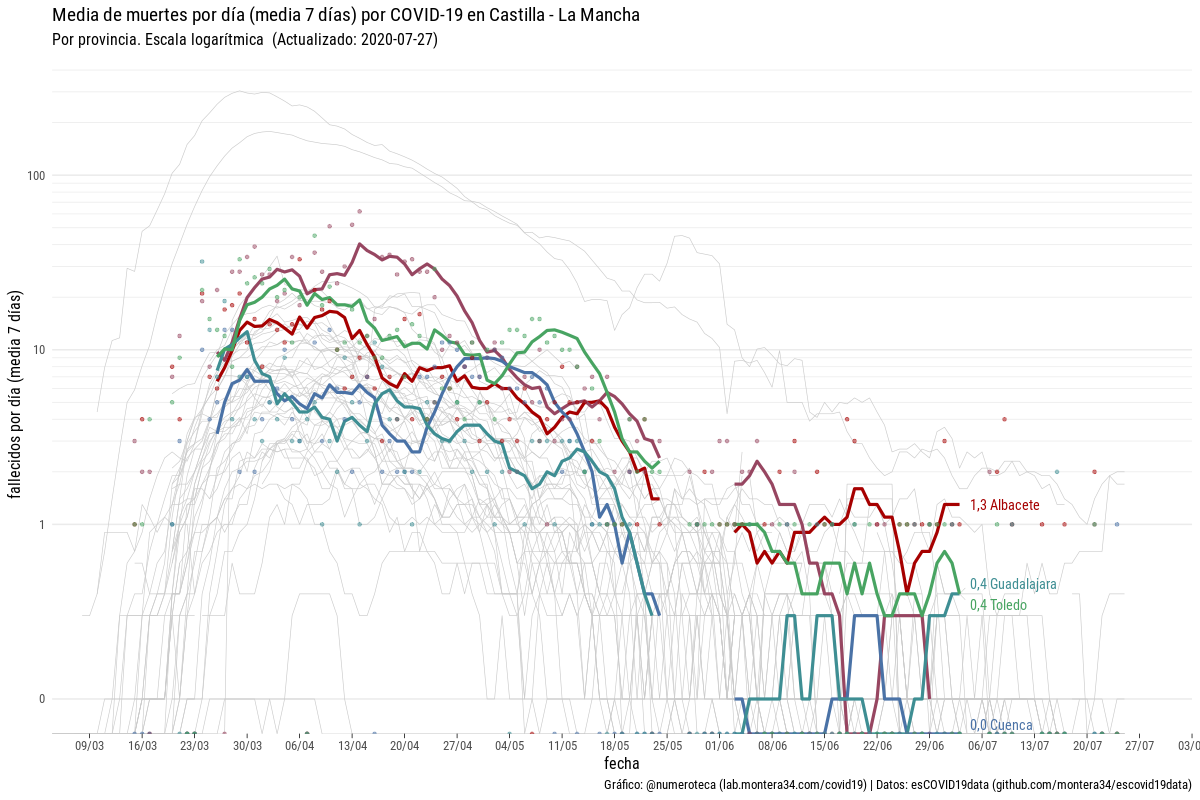 Media de muertes por día (media 7 días) por COVID-19 en Castilla - La Mancha
Por provincia. Escala logarítmica (Actualizado: 2020-07-27)
fallecidos por día (media 7 días)
100
10
1
0
1,3 Albacete
0,4 Guadalajara
0,4 Toledo
0,0 Cuenca
09/03 16/03 23/03 30/03 06/04 13/04 20/04 27/04 04/05 11/05 18/05 25/05 01/06 08/06 15/06 22/06 29/06 06/07 13/07 20/07 27/07 03/0
fecha
Gráfico: @numeroteca (lab.montera34.com/covid19) | Datos: esCOVID19data (github.com/montera34/escovid19data)